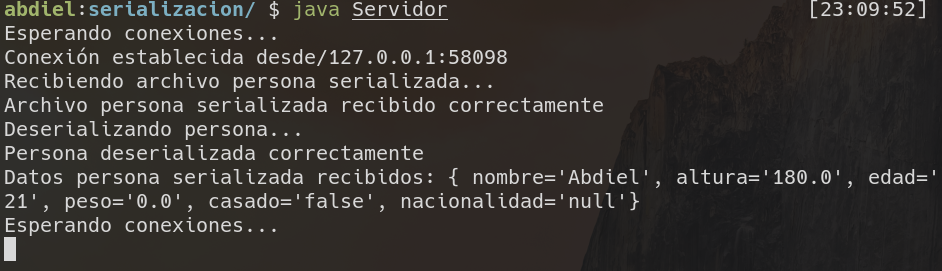 abdiel:serializacion/ $ java Servidor [23:09:52]
Esperando conexiones...
Conexión establecida desde/127.0.0.1:58098
Recibiendo archivo persona serializada...
Archivo persona serializada recibido correctamente
Deserializando persona...
Persona deserializada correctamente
Datos persona serializada recibidos: { nombre='Abdiel', altura='180.0', edad='
21', peso='0.0', casado='false', nacionalidad='null'}
Esperando conexiones...